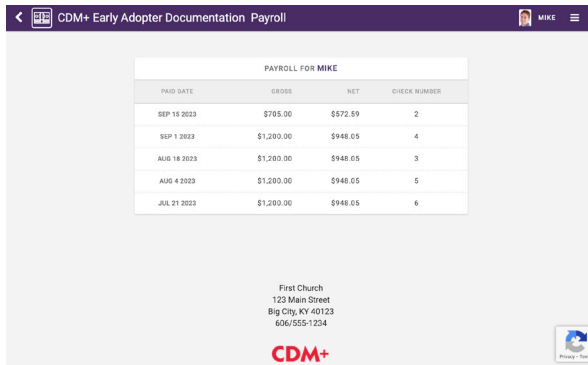 CDM+ Early Adopter Documentation Payroll
MIKE
PAYROLL FOR MIKE
PAID DATE GROSS NET CHECK NUMBER
SEP 15 2023 $705.00 $572.59 2
SEP 1 2023 $1,200.00 $948.05 4
AUG 18 2023 $1,200.00 $948.05 3
AUG 4 2023 $1,200.00 $948.05 5
JUL 21 2023 $1,200.00 $948.05 6
First Church
123 Main Street
Big City, KY 40123
606/555-1234
CDM+
Privacy -